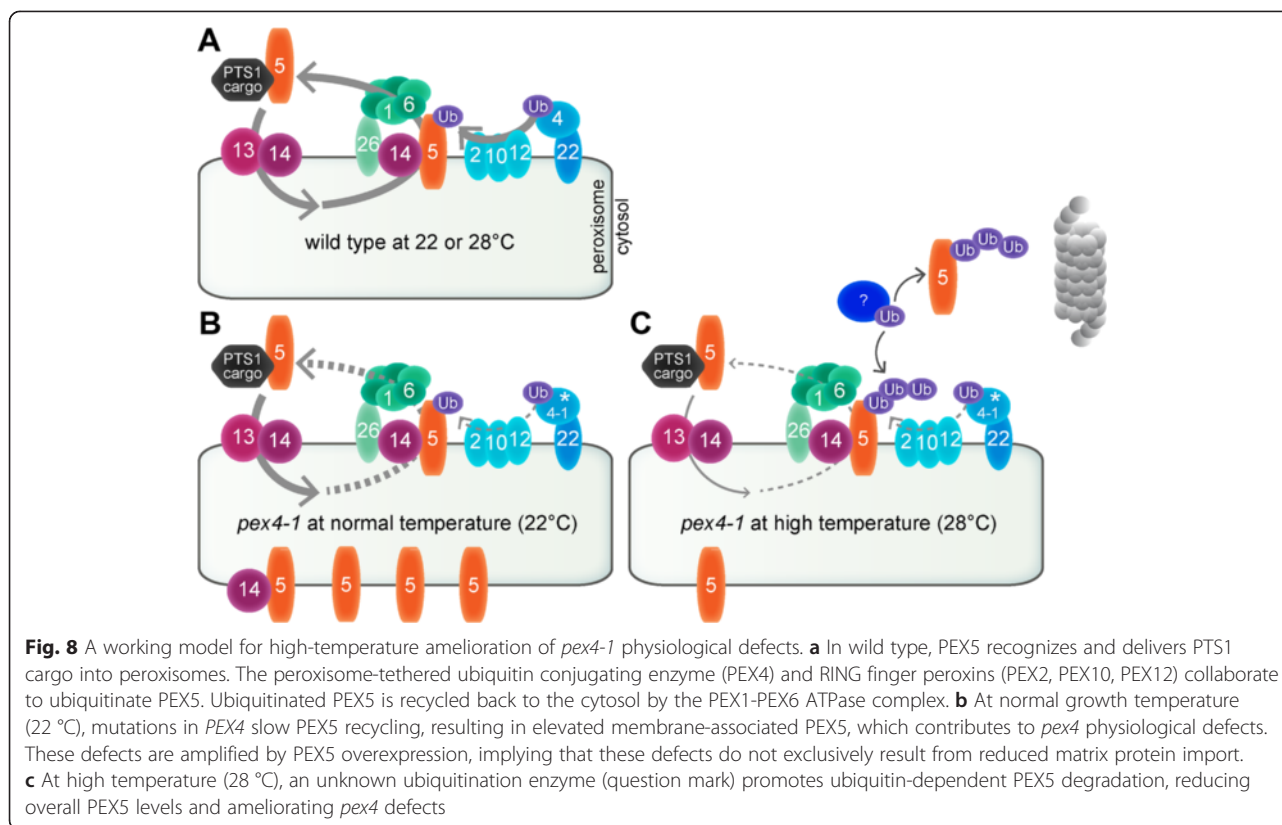 A
PTS1
cargo
5
13
14
26
1
6
14
5
Ub
2
10
12
Ub
4
22
wild type at 22 or 28°C
peroxisome
cytosol
B
PTS1
cargo
5
13
14
26
1
6
14
5
Ub
2
10
12
Ub
*
4-1
22
pex4-1 at normal temperature (22°C)
14
5
5
5
5
C
?
Ub
5
Ub
Ub
Ub
PTS1
cargo
5
13
14
26
1
6
14
5
Ub
Ub
Ub
2
10
12
Ub
*
4-1
22
pex4-1 at high temperature (28°C)
5
Fig. 8 A working model for high-temperature amelioration of pex4-1 physiological defects. a In wild type, PEX5 recognizes and delivers PTS1
cargo into peroxisomes. The peroxisome-tethered ubiquitin conjugating enzyme (PEX4) and RING finger peroxins (PEX2, PEX10, PEX12) collaborate
to ubiquitinate PEX5. Ubiquitinated PEX5 is recycled back to the cytosol by the PEX1-PEX6 ATPase complex. b At normal growth temperature
(22 °C), mutations in PEX4 slow PEX5 recycling, resulting in elevated membrane-associated PEX5, which contributes to pex4 physiological defects.
These defects are amplified by PEX5 overexpression, implying that these defects do not exclusively result from reduced matrix protein import.
c At high temperature (28 °C), an unknown ubiquitination enzyme (question mark) promotes ubiquitin-dependent PEX5 degradation, reducing
overall PEX5 levels and ameliorating pex4 defects